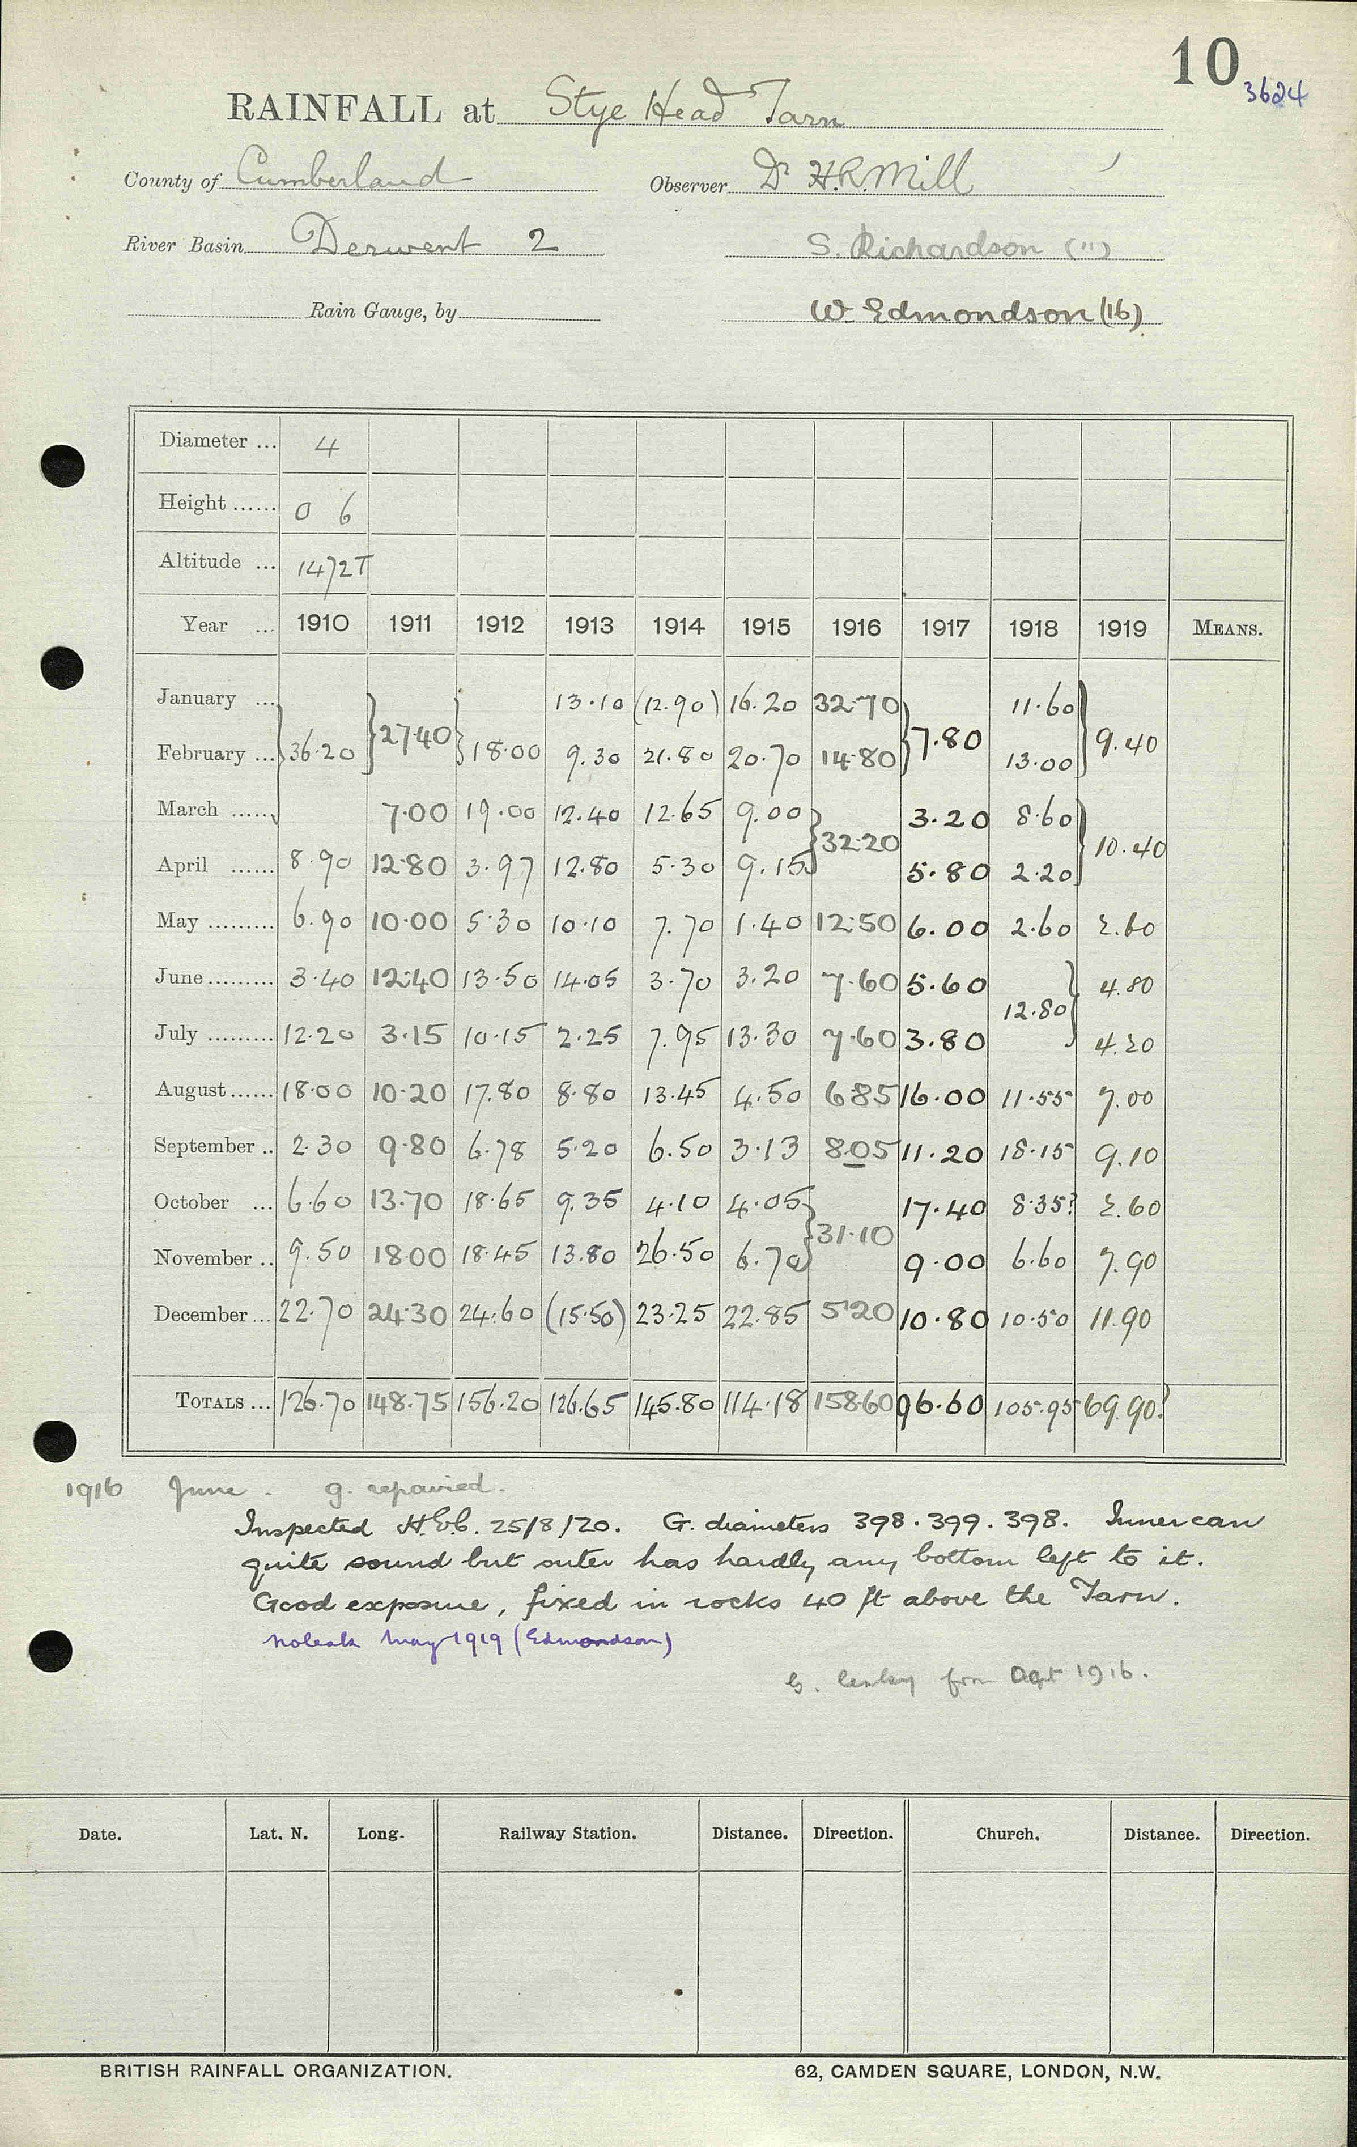 10
3624
RAINFALL at Stye Head Tarn
County of Cumberland Observer Dr H.R. Mill
River Basin Derwent 2 S. Richardson (11)
Rain Gauge, by W. Edmondson (16)
Diameter ... 4
Height ...... 0 6
Altitude ... 1472T
Year ... 1910 1911 1912 1913 1914 1915 1916 1917 1918 1919 MEANS.
January ... 13.10 (12.90) 16.20 32.70 11.60
February ... 36.20 27.40 18.00 9.30 21.80 20.70 14.80 7.80 13.00 9.40
March ...... 7.00 19.00 12.40 12.65 9.00 3.20 8.60
April ...... 8.90 12.80 3.97 12.80 5.30 9.15 32.20 5.80 2.20 10.40
May ......... 6.90 10.00 5.30 10.10 7.70 1.40 12.50 6.00 2.60 2.60
June ......... 3.40 12.40 13.50 14.05 3.70 3.20 7.60 5.60 4.80
July ......... 12.20 3.15 10.15 2.25 7.95 13.30 7.60 3.80 12.80 4.20
August ...... 18.00 10.20 17.80 8.80 13.45 4.50 6.85 16.00 11.55 7.00
September .. 2.30 9.80 6.78 5.20 6.50 3.13 8.05 11.20 18.15 9.10
October ... 6.60 13.70 18.65 9.35 4.10 4.05 17.40 8.35? 2.60
November .. 9.50 18.00 18.45 13.80 26.50 6.70 31.10 9.00 6.60 7.90
December ... 22.70 24.30 24.60 (15.50) 23.25 22.85 5.20 10.80 10.50 11.90
TOTALS ... 126.70 148.75 156.20 126.65 145.80 114.18 158.60 96.60 105.95 69.90?
1916 June. g. repaired.
Inspected 25/8/20. G. diameters 398.399.398. Inner can
quite sound but outer has hardly any bottom left to it.
Good exposure, fixed in rocks 40 ft above the Tarn.
No leak May 1919 (Edmondson)
G. leaky from 1916.
Date. Lat. N. Long. Railway Station. Distance. Direction. Church. Distance. Direction.
BRITISH RAINFALL ORGANIZATION. 62, CAMDEN SQUARE, LONDON, N.W.